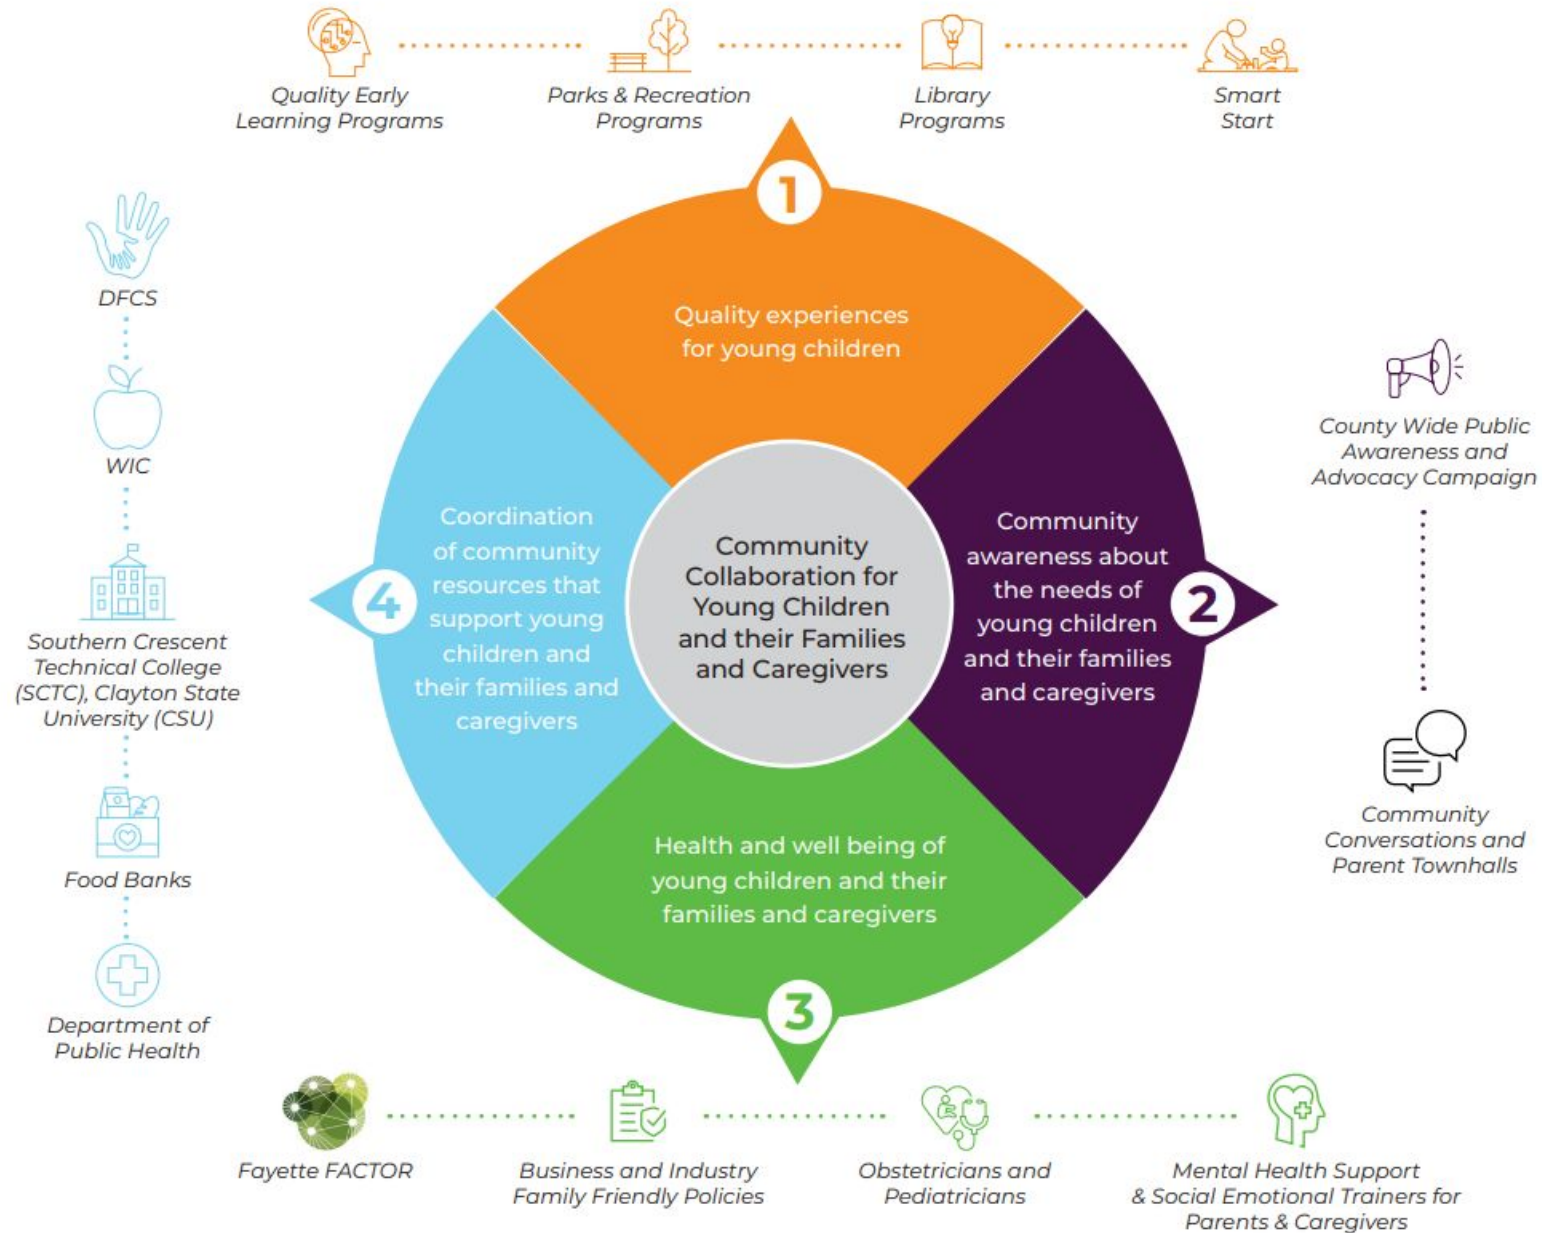 Quality Early
Learning Programs
Parks & Recreation
Programs
Library
Programs
Smart
Start
1
Quality experiences
for young children
County Wide Public
Awareness and
Advocacy Campaign
Community
Conversations and
Parent Townhalls
2
Community
awareness about
the needs of
young children
and their families
and caregivers
Community
Collaboration for
Young Children
and their Families
and Caregivers
4
Coordination
of community
resources that
support young
children and
their families and
caregivers
DFCS
WIC
Southern Crescent
Technical College
(SCTC), Clayton State
University (CSU)
Food Banks
Department of
Public Health
Health and well being of
young children and their
families and caregivers
3
Fayette FACTOR
Business and Industry
Family Friendly Policies
Obstetricians and
Pediatricians
Mental Health Support
& Social Emotional Trainers for
Parents & Caregivers